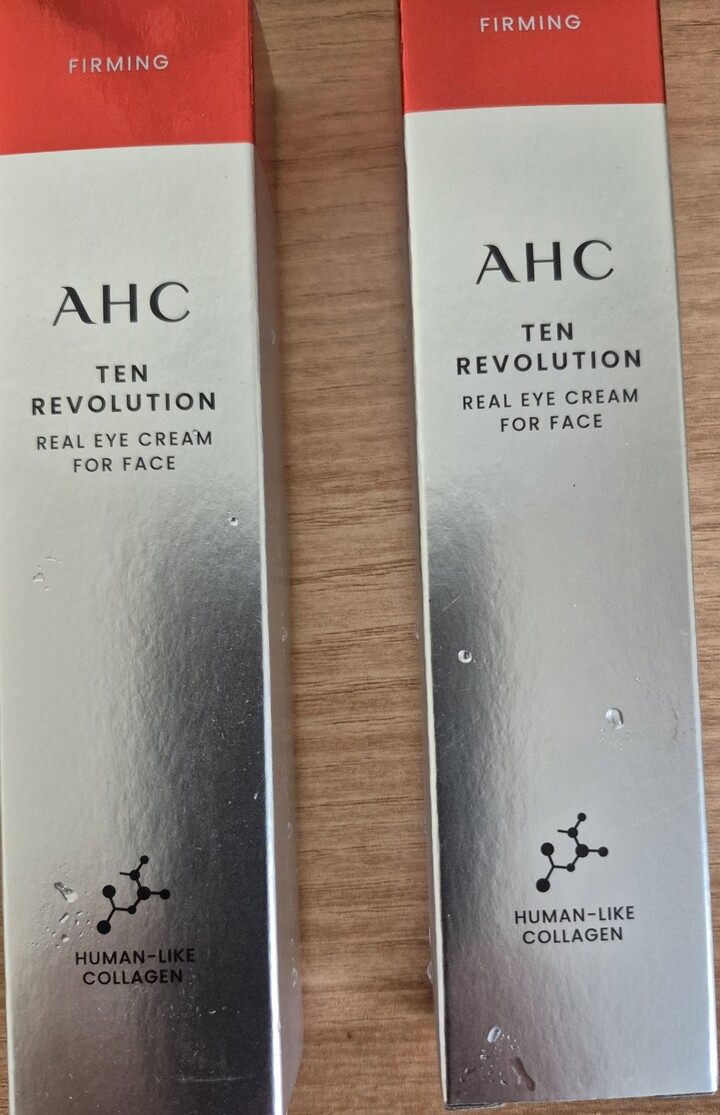 FIRMING
AHC
TEN
REVOLUTION
REAL EYE CREAM
FOR FACE
HUMAN-LIKE
COLLAGEN
FIRMING
AHC
TEN
REVOLUTION
REAL EYE CREAM
FOR FACE
HUMAN-LIKE
COLLAGEN